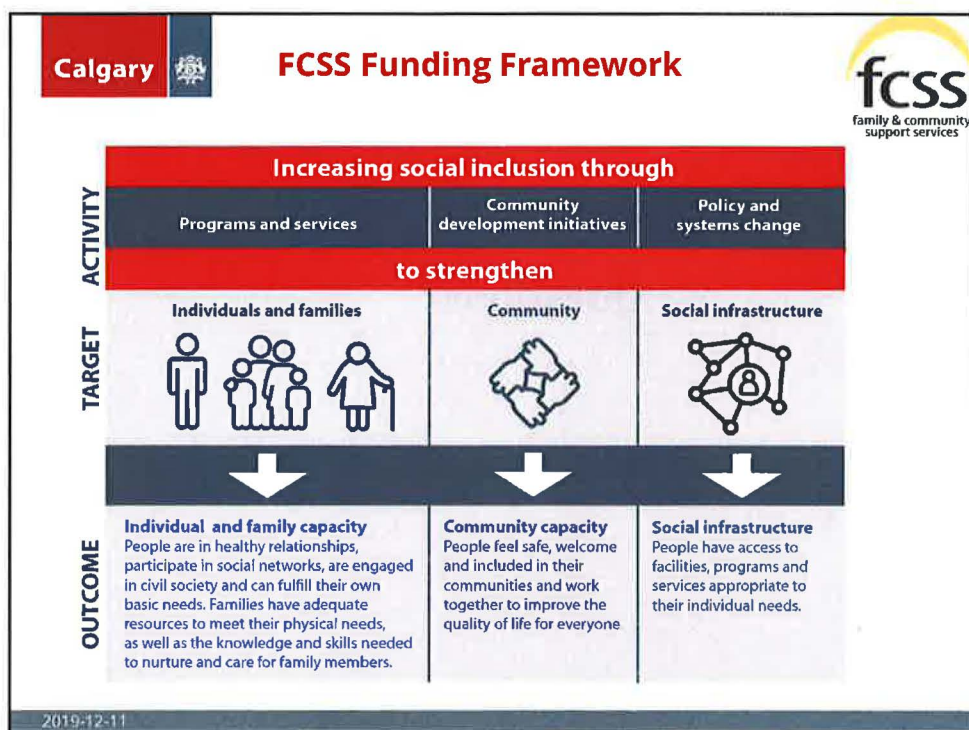 Calgary
FCSS Funding Framework
fcss
family & community
support services
Increasing social inclusion through
ACTIVITY
Programs and services
Community
development initiatives
Policy and
systems change
to strengthen
TARGET
Individuals and families
Community
Social infrastructure
OUTCOME
Individual and family capacity
People are in healthy relationships,
participate in social networks, are engaged
in civil society and can fulfill their own
basic needs. Families have adequate
resources to meet their physical needs,
as well as the knowledge and skills needed
to nurture and care for family members.
Community capacity
People feel safe, welcome
and included in their
communities and work
together to improve the
quality of life for everyone
Social infrastructure
People have access to
facilities, programs and
services appropriate to
their individual needs.
2019-12-11